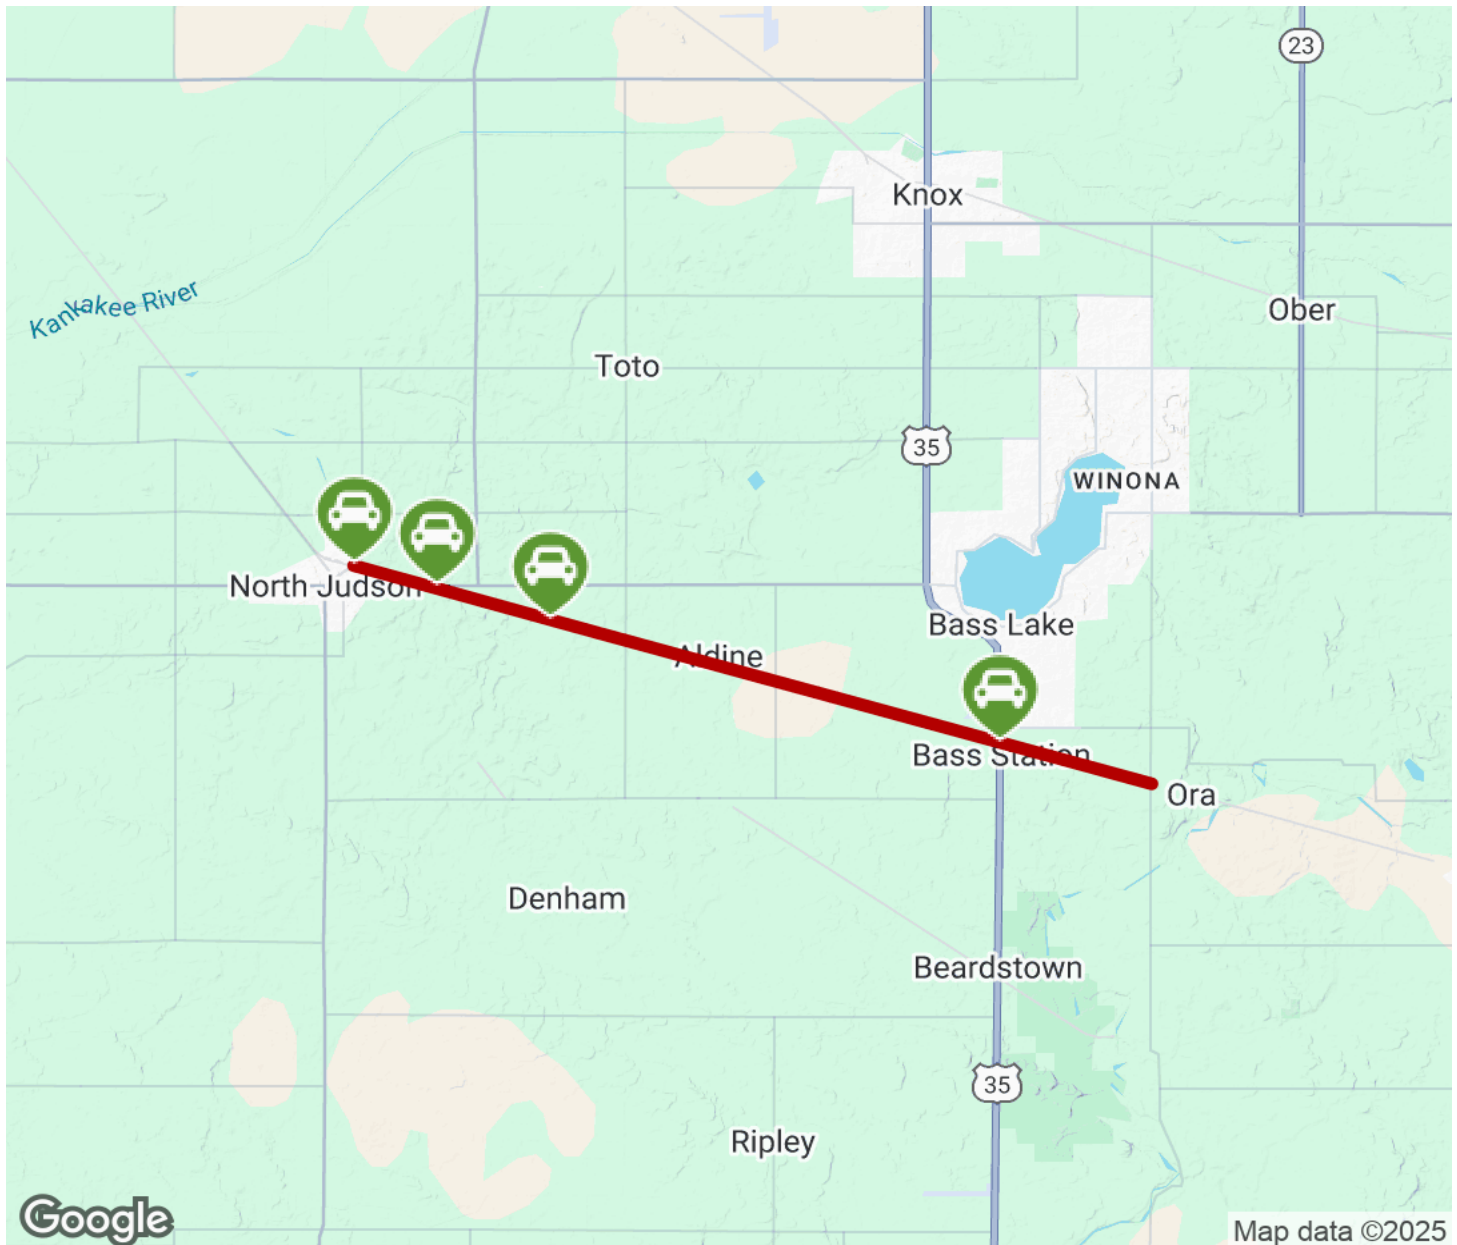 23
Knox
Kankakee River
Ober
Toto
35
WINONA
North Judson
Bass Lake
Aldine
Bass Station
Ora
Denham
Beardstown
35
Ripley
Google
Map data ©2025